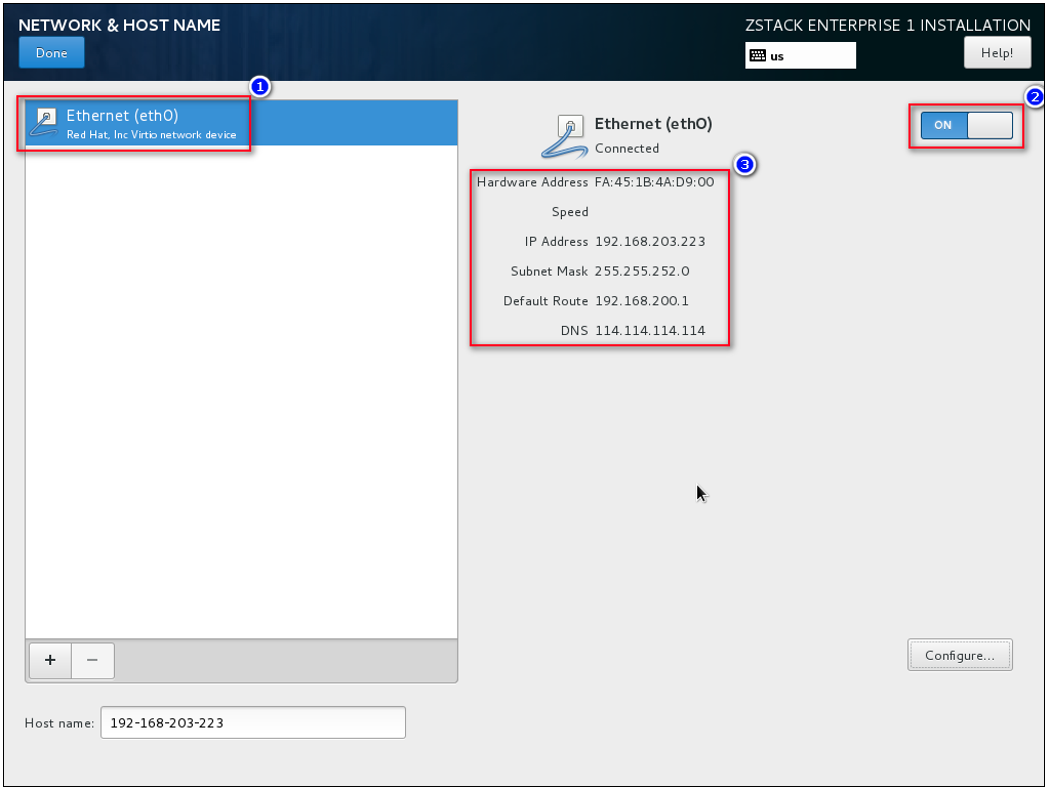 NETWORK & HOST NAME
ZSTACK ENTERPRISE 1 INSTALLATION
Done
us
Help!
1
2
Ethernet (eth0)
Red Hat, Inc Virtio network device
Ethernet (eth0)
Connected
ON
3
Hardware Address FA:45:1B:4A:D9:00
Speed
IP Address 192.168.203.223
Subnet Mask 255.255.252.0
Default Route 192.168.200.1
DNS 114.114.114.114
+ −
Configure...
Host name: 192-168-203-223